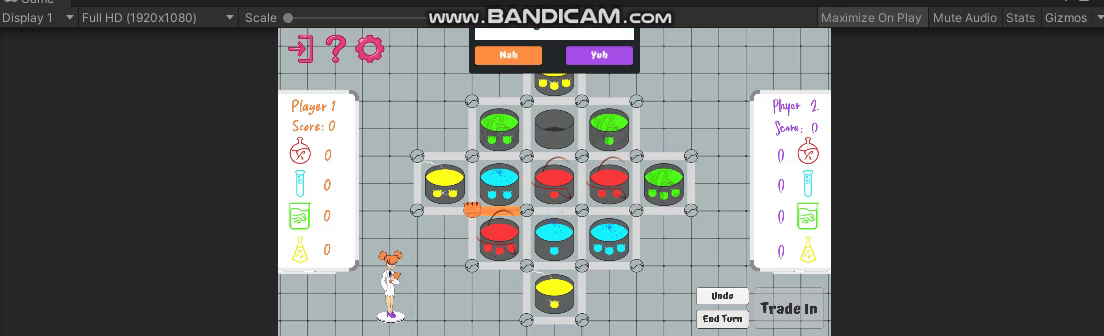 Game
Display 1 Full HD (1920x1080) Scale Maximize On Play Mute Audio Stats Gizmos
www.BANDICAM.com
Nah Yuh
Player 1
Score: 0
0
0
0
0
Player 2
Score: 0
0
0
0
0
Undo
End Turn
Trade In